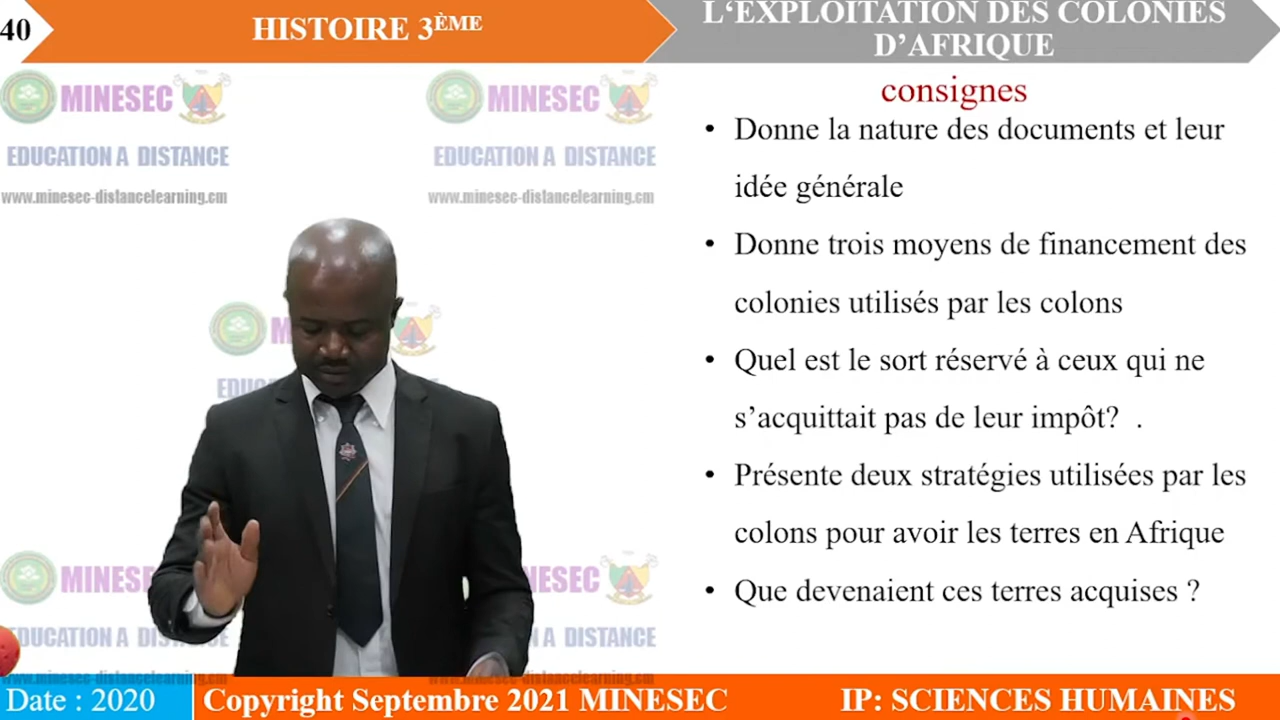 40
HISTOIRE 3ÈME
L‘EXPLOITATION DES COLONIES
D’AFRIQUE
MINESEC
EDUCATION A DISTANCE
www.minesec-distancelearning.cm
MINESEC
EDUCATION A DISTANCE
www.minesec-distancelearning.cm
consignes
• Donne la nature des documents et leur
idée générale
• Donne trois moyens de financement des
colonies utilisés par les colons
• Quel est le sort réservé à ceux qui ne
s’acquittait pas de leur impôt? .
• Présente deux stratégies utilisées par les
colons pour avoir les terres en Afrique
• Que devenaient ces terres acquises ?
Date : 2020
Copyright Septembre 2021 MINESEC
IP: SCIENCES HUMAINES